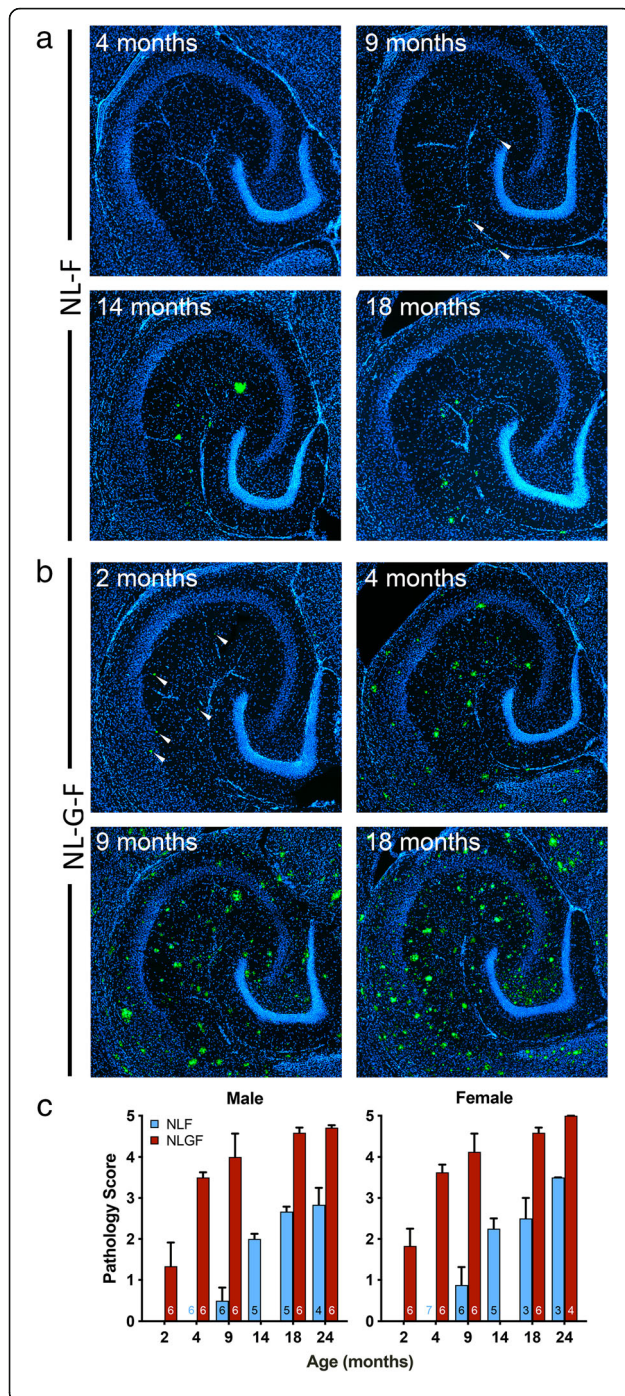 a
NL-F
4 months
9 months
14 months
18 months
b
NL-G-F
2 months
4 months
9 months
18 months
c
Male
Female
NLF
NLGF
Pathology Score
5
4
3
2
1
0
6 6 6 6 6 5 5 6 4 6
2 4 9 14 18 24
5
4
3
2
1
0
6 7 6 6 6 5 3 6 3 4
2 4 9 14 18 24
Age (months)